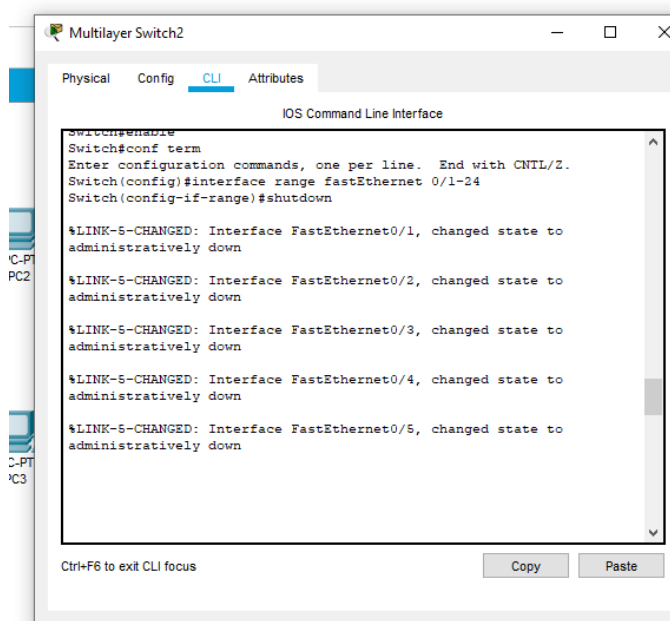 Multilayer Switch2
Physical Config CLI Attributes
IOS Command Line Interface
Switch#enable
Switch#conf term
Enter configuration commands, one per line. End with CNTL/Z.
Switch(config)#interface range fastEthernet 0/1-24
Switch(config-if-range)#shutdown
%LINK-5-CHANGED: Interface FastEthernet0/1, changed state to
administratively down
%LINK-5-CHANGED: Interface FastEthernet0/2, changed state to
administratively down
%LINK-5-CHANGED: Interface FastEthernet0/3, changed state to
administratively down
%LINK-5-CHANGED: Interface FastEthernet0/4, changed state to
administratively down
%LINK-5-CHANGED: Interface FastEthernet0/5, changed state to
administratively down
Ctrl+F6 to exit CLI focus
Copy
Paste
PC-PT
PC2
C-PT
PC3